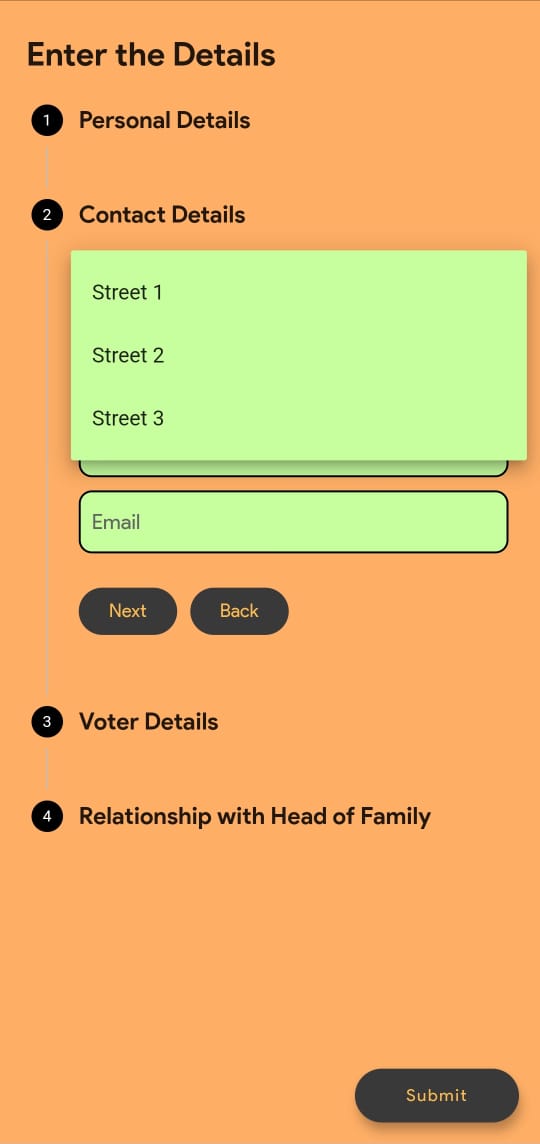 Enter the Details
1 Personal Details
2 Contact Details
Street 1
Street 2
Street 3
Email
Next Back
3 Voter Details
4 Relationship with Head of Family
Submit